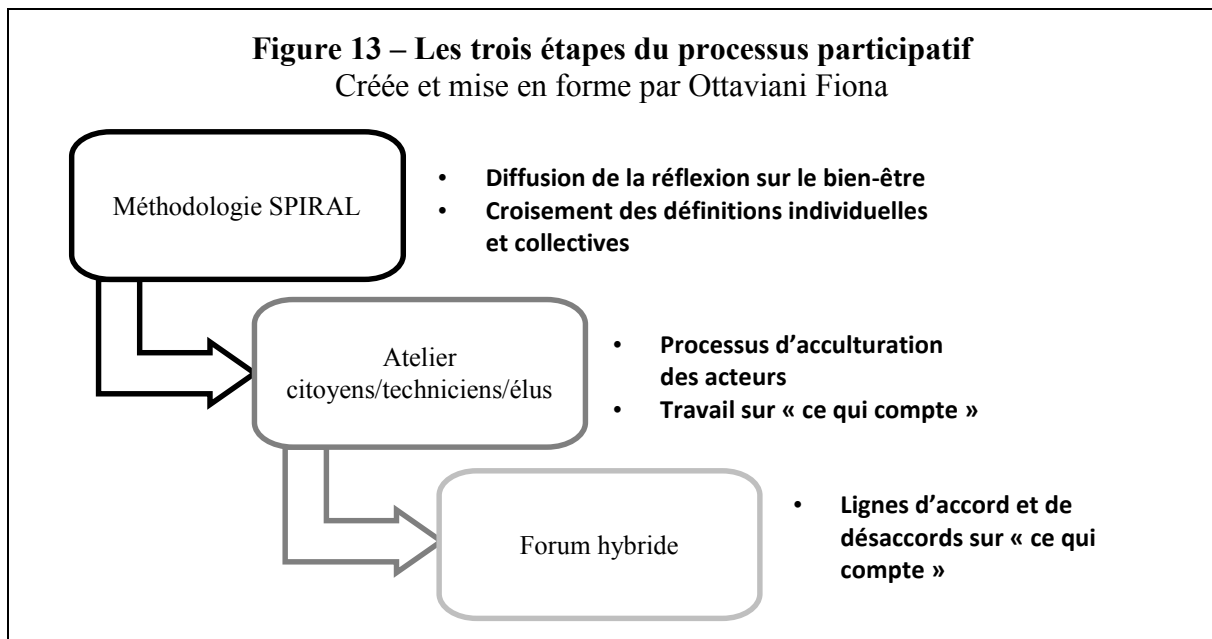 Figure 13 – Les trois étapes du processus participatif
Créée et mise en forme par Ottaviani Fiona
Méthodologie SPIRAL
• Diffusion de la réflexion sur le bien-être
• Croisement des définitions individuelles
et collectives
Atelier
citoyens/techniciens/élus
• Processus d’acculturation
des acteurs
• Travail sur « ce qui compte »
Forum hybride
• Lignes d’accord et de
désaccords sur « ce qui
compte »